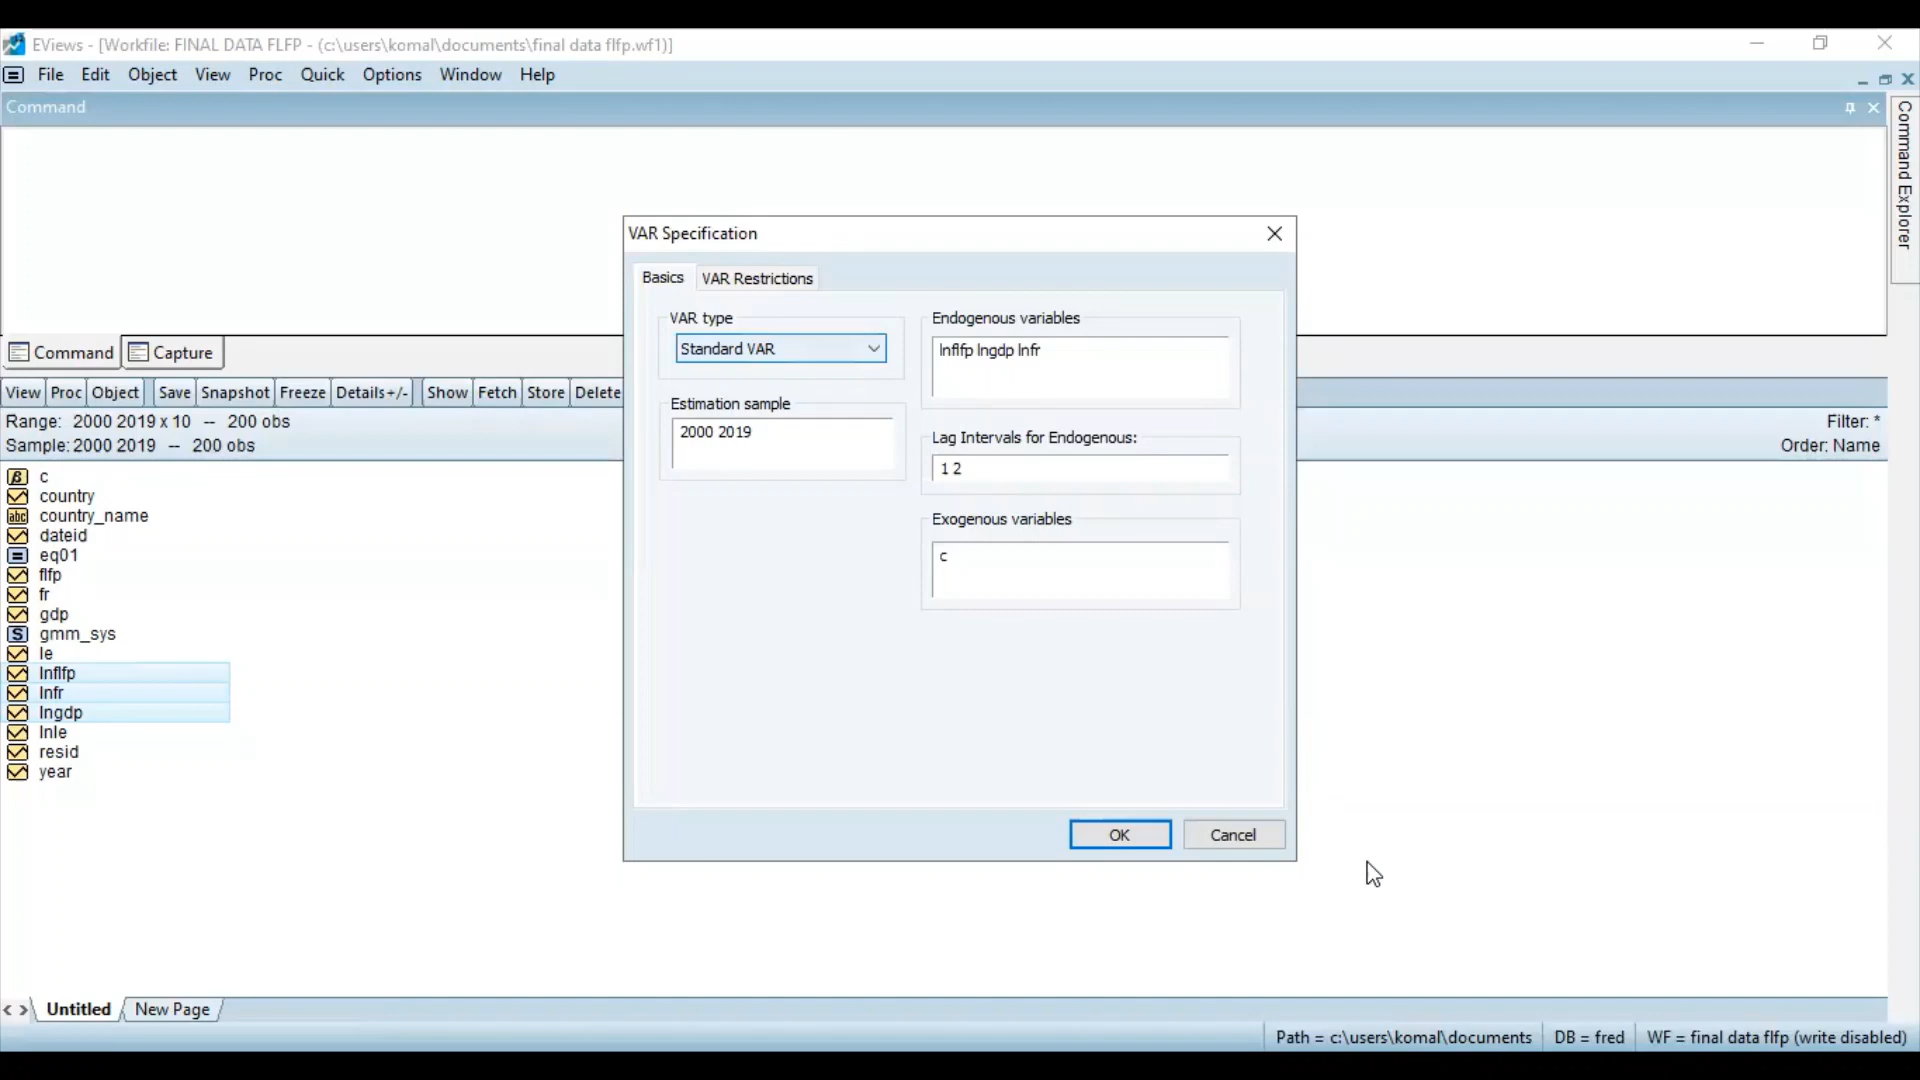 EViews - [Workfile: FINAL DATA FLFP - (c:\users\komal\documents\final data flfp.wf1)]
File Edit Object View Proc Quick Options Window Help
Command
Command Explorer
Command Capture
View Proc Object Save Snapshot Freeze Details+/- Show Fetch Store Delete
Range: 2000 2019 x 10 -- 200 obs
Filter: *
Sample: 2000 2019 -- 200 obs
Order: Name
c
country
country_name
dateid
eq01
flfp
fr
gdp
gmm_sys
le
lnflfp
lnfr
lngdp
lnle
resid
year
VAR Specification
Basics VAR Restrictions
VAR type
Standard VAR
Estimation sample
2000 2019
Endogenous variables
lnflfp lngdp lnfr
Lag Intervals for Endogenous:
1 2
Exogenous variables
c
OK Cancel
Untitled New Page
Path = c:\users\komal\documents DB = fred WF = final data flfp (write disabled)